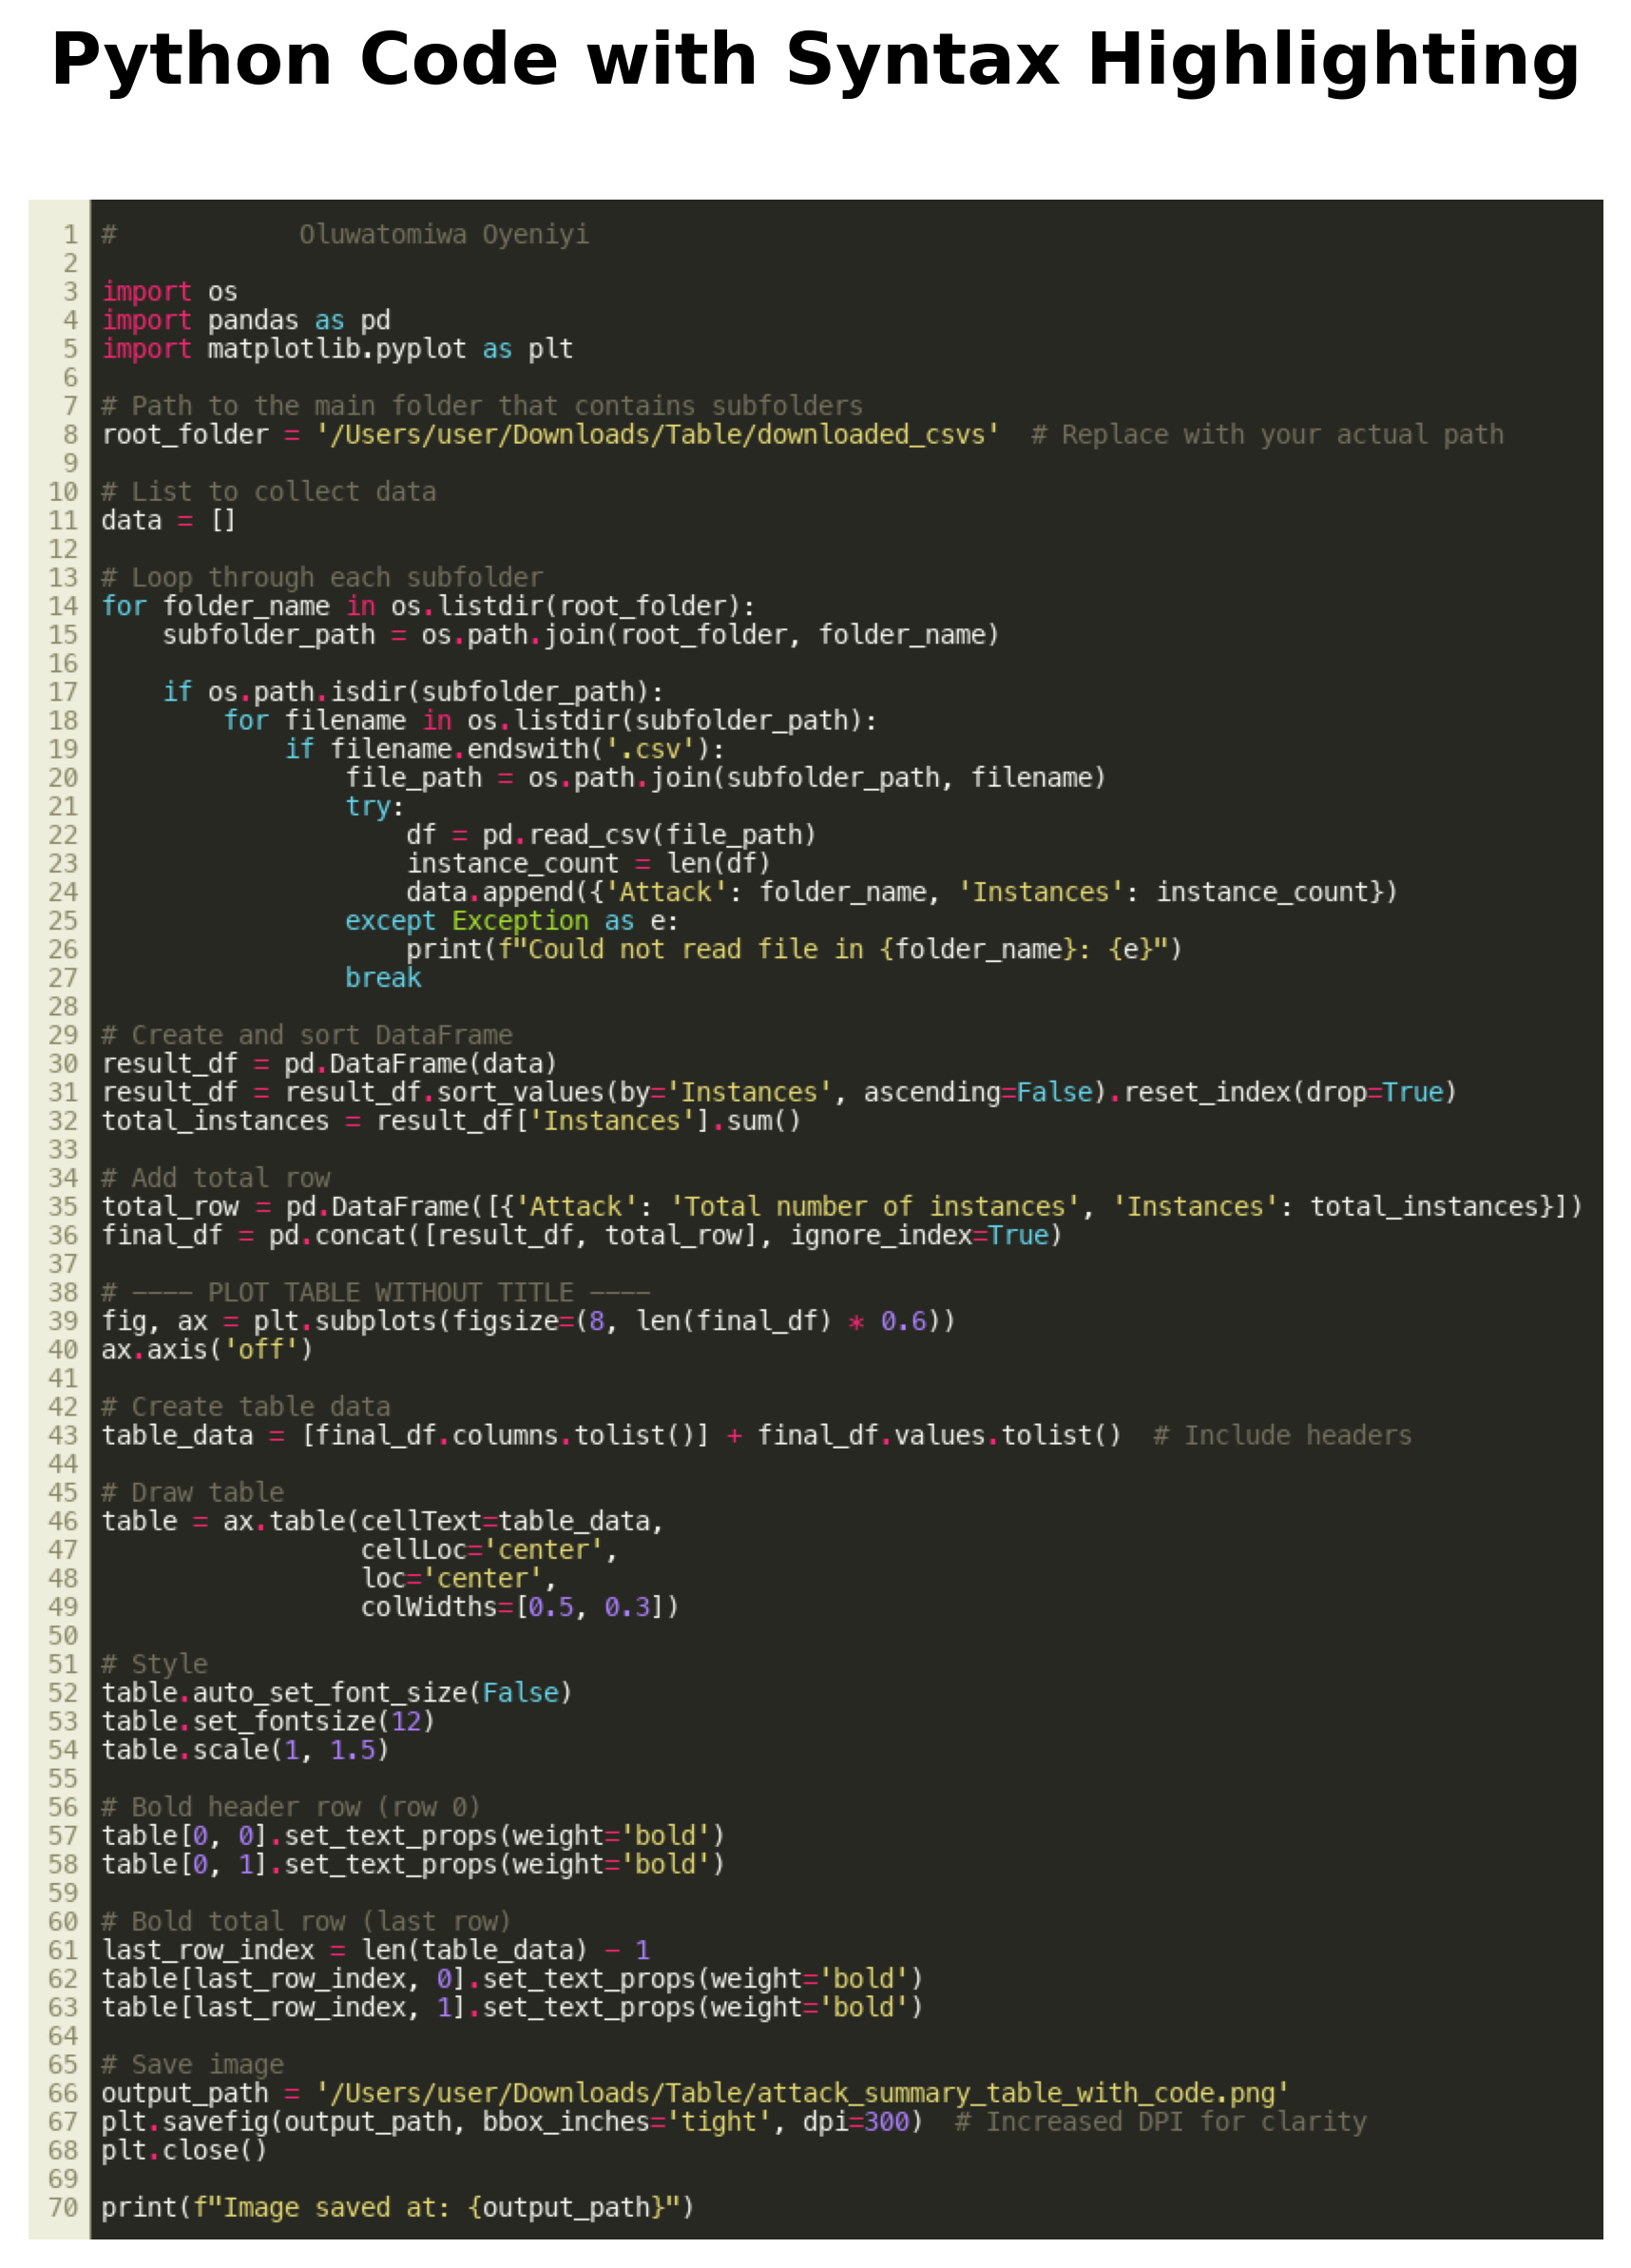 Python Code with Syntax Highlighting
1 #            Oluwatomiwa Oyeniyi
2
3 import os
4 import pandas as pd
5 import matplotlib.pyplot as plt
6
7 # Path to the main folder that contains subfolders
8 root_folder = '/Users/user/Downloads/Table/downloaded_csvs'  # Replace with your actual path
9
10 # List to collect data
11 data = []
12
13 # Loop through each subfolder
14 for folder_name in os.listdir(root_folder):
15     subfolder_path = os.path.join(root_folder, folder_name)
16
17     if os.path.isdir(subfolder_path):
18         for filename in os.listdir(subfolder_path):
19             if filename.endswith('.csv'):
20                 file_path = os.path.join(subfolder_path, filename)
21                 try:
22                     df = pd.read_csv(file_path)
23                     instance_count = len(df)
24                     data.append({'Attack': folder_name, 'Instances': instance_count})
25                 except Exception as e:
26                     print(f"Could not read file in {folder_name}: {e}")
27                 break
28
29 # Create and sort DataFrame
30 result_df = pd.DataFrame(data)
31 result_df = result_df.sort_values(by='Instances', ascending=False).reset_index(drop=True)
32 total_instances = result_df['Instances'].sum()
33
34 # Add total row
35 total_row = pd.DataFrame([{'Attack': 'Total number of instances', 'Instances': total_instances}])
36 final_df = pd.concat([result_df, total_row], ignore_index=True)
37
38 # ———— PLOT TABLE WITHOUT TITLE ————
39 fig, ax = plt.subplots(figsize=(8, len(final_df) * 0.6))
40 ax.axis('off')
41
42 # Create table data
43 table_data = [final_df.columns.tolist()] + final_df.values.tolist()  # Include headers
44
45 # Draw table
46 table = ax.table(cellText=table_data,
47                  cellLoc='center',
48                  loc='center',
49                  colWidths=[0.5, 0.3])
50
51 # Style
52 table.auto_set_font_size(False)
53 table.set_fontsize(12)
54 table.scale(1, 1.5)
55
56 # Bold header row (row 0)
57 table[0, 0].set_text_props(weight='bold')
58 table[0, 1].set_text_props(weight='bold')
59
60 # Bold total row (last row)
61 last_row_index = len(table_data) - 1
62 table[last_row_index, 0].set_text_props(weight='bold')
63 table[last_row_index, 1].set_text_props(weight='bold')
64
65 # Save image
66 output_path = '/Users/user/Downloads/Table/attack_summary_table_with_code.png'
67 plt.savefig(output_path, bbox_inches='tight', dpi=300)  # Increased DPI for clarity
68 plt.close()
69
70 print(f"Image saved at: {output_path}")